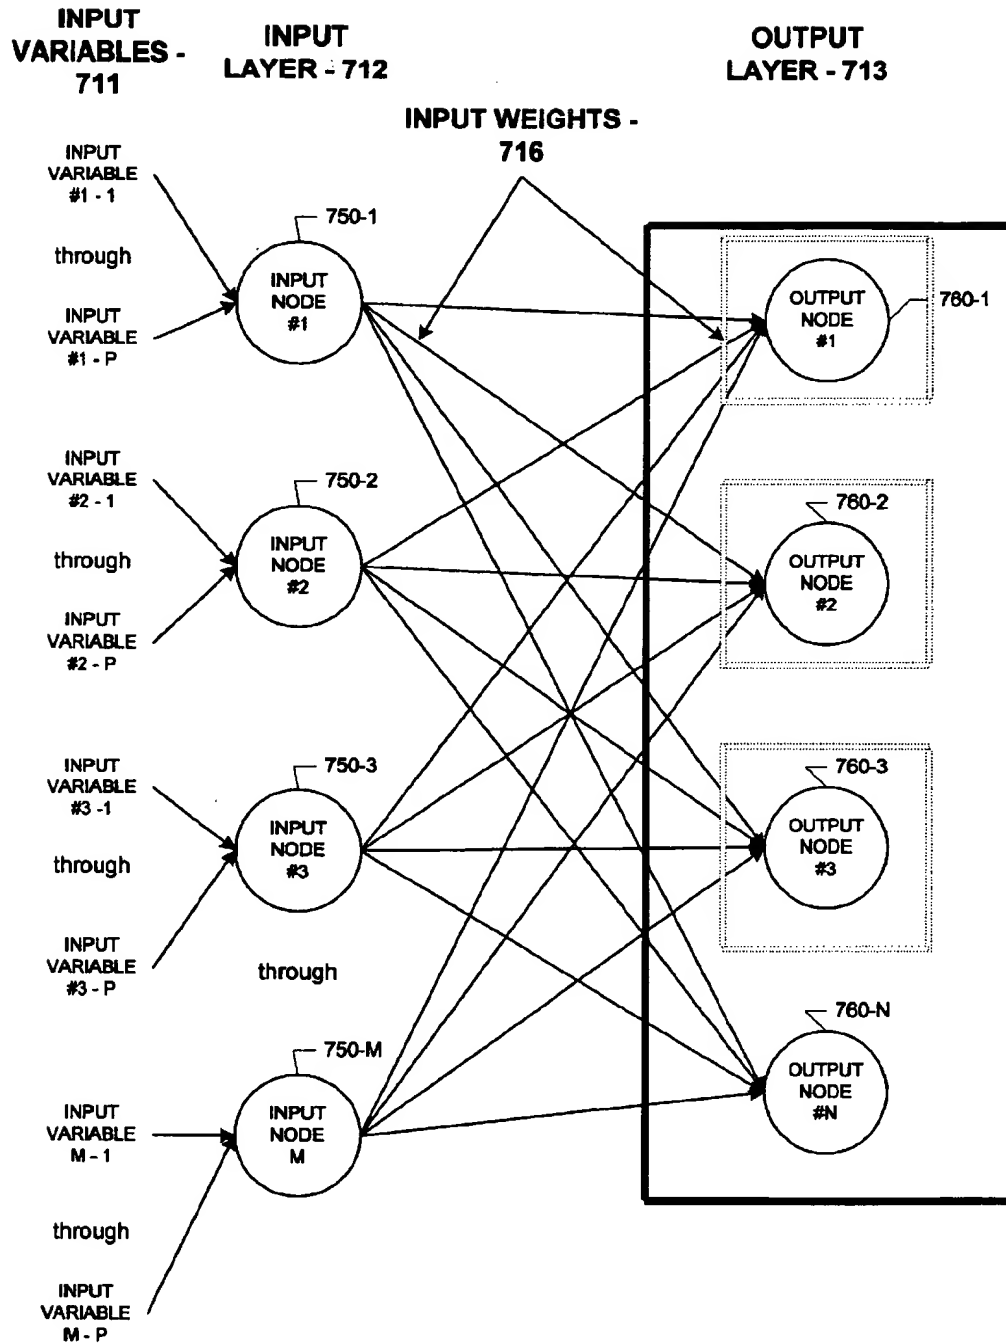 INPUT
VARIABLES -
711
INPUT
LAYER - 712
OUTPUT
LAYER - 713
INPUT WEIGHTS -
716
INPUT
VARIABLE
#1 - 1
through
INPUT
VARIABLE
#1 - P
750-1
INPUT
NODE
#1
OUTPUT
NODE
#1
760-1
INPUT
VARIABLE
#2 - 1
through
INPUT
VARIABLE
#2 - P
750-2
INPUT
NODE
#2
760-2
OUTPUT
NODE
#2
INPUT
VARIABLE
#3 -1
through
INPUT
VARIABLE
#3 - P
750-3
INPUT
NODE
#3
760-3
OUTPUT
NODE
#3
through
750-M
INPUT
NODE
M
760-N
OUTPUT
NODE
#N
INPUT
VARIABLE
M - 1
through
INPUT
VARIABLE
M - P